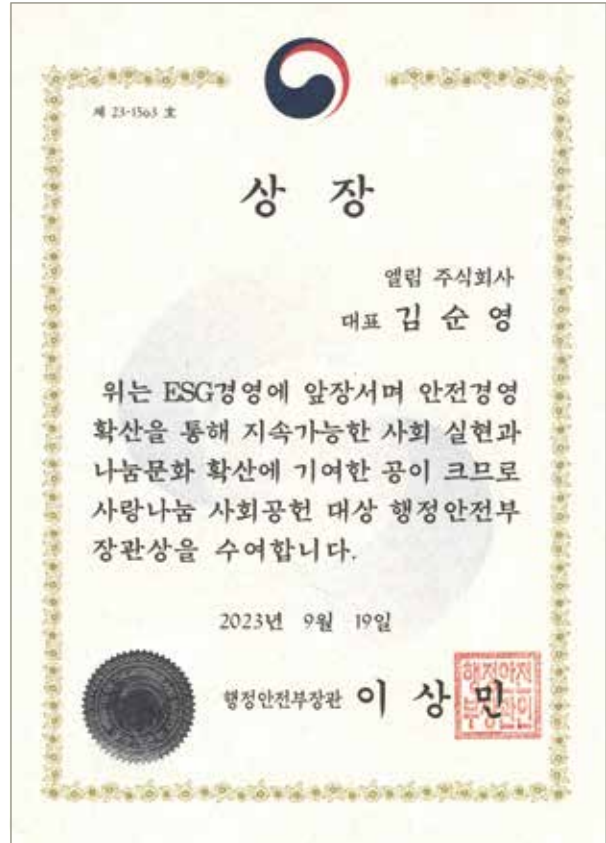 제 23-1563 호
상 장
엘림 주식회사
대표 김 순 영
위는 ESG경영에 앞장서며 안전경영
확산을 통해 지속가능한 사회 실현과
나눔문화 확산에 기여한 공이 크므로
사랑나눔 사회공헌 대상 행정안전부
장관상을 수여합니다.
2023년 9월 19일
행정안전부장관 이 상 민
행정안전
부장관인